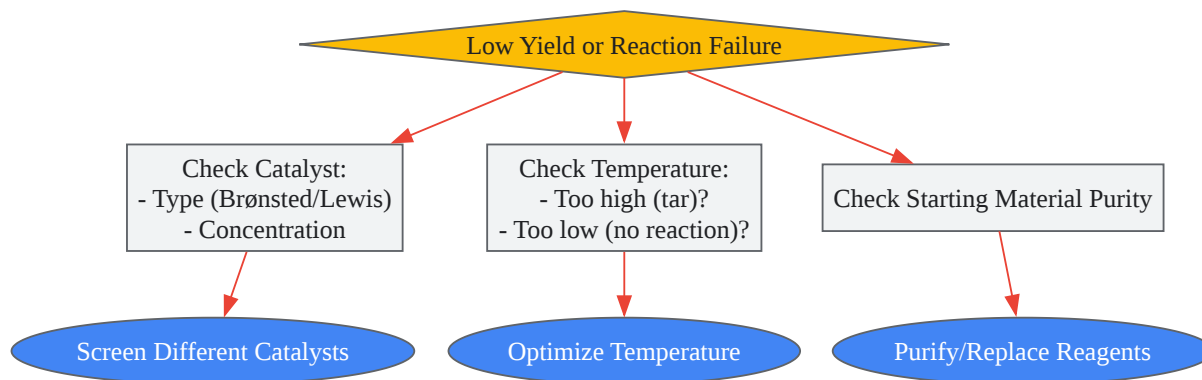 Low Yield or Reaction Failure
Check Catalyst:
- Type (Brønsted/Lewis)
- Concentration
Check Temperature:
- Too high (tar)?
- Too low (no reaction)?
Check Starting Material Purity
Screen Different Catalysts
Optimize Temperature
Purify/Replace Reagents